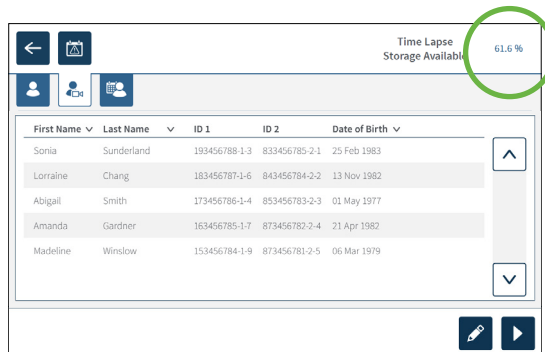 Time Lapse
Storage Available 61.6 %
First Name Last Name ID 1 ID 2 Date of Birth
Sonia Sunderland 193456788-1-3 833456785-2-1 25 Feb 1983
Lorraine Chang 183456787-1-6 843456784-2-2 13 Nov 1982
Abigail Smith 173456786-1-4 853456783-2-3 01 May 1977
Amanda Gardner 163456785-1-7 873456782-2-4 21 Apr 1982
Madeline Winslow 153456784-1-9 873456781-2-5 06 Mar 1979